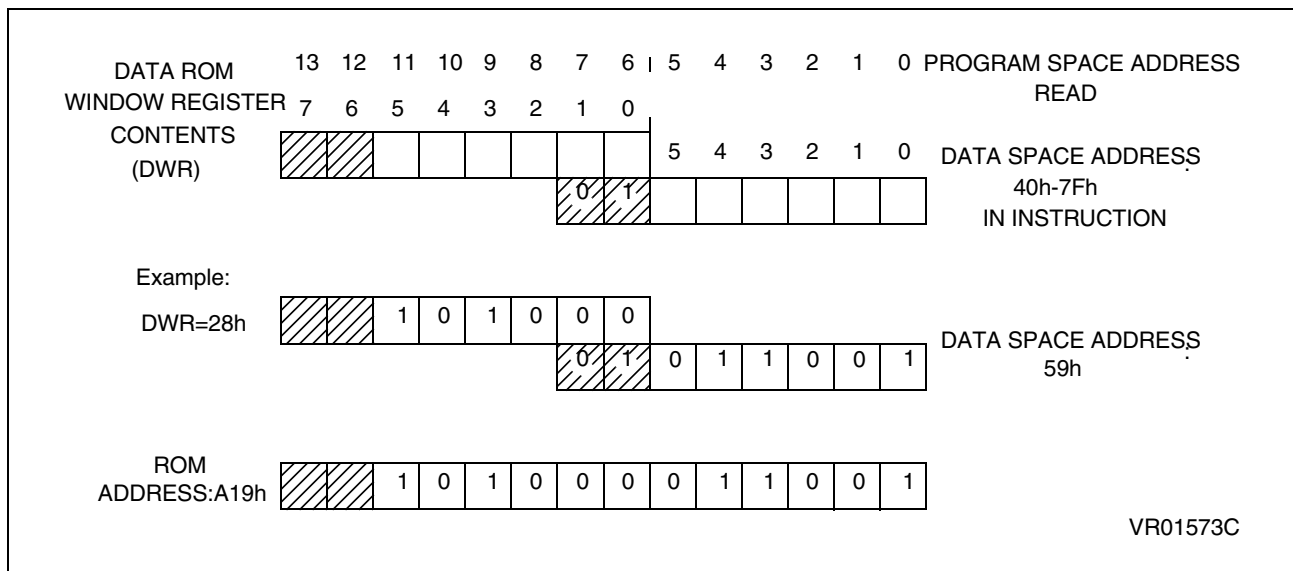 DATA ROM 13 12 11 10 9 8 7 6 5 4 3 2 1 0 PROGRAM SPACE ADDRESS
WINDOW REGISTER 7 6 5 4 3 2 1 0 READ
CONTENTS
(DWR) 5 4 3 2 1 0 DATA SPACE ADDRESS :
0 1 40h-7Fh
IN INSTRUCTION
Example:
DWR=28h 1 0 1 0 0 0
0 1 0 1 1 0 0 1 DATA SPACE ADDRESS :
59h
ROM
ADDRESS:A19h 1 0 1 0 0 0 0 1 1 0 0 1
VR01573C